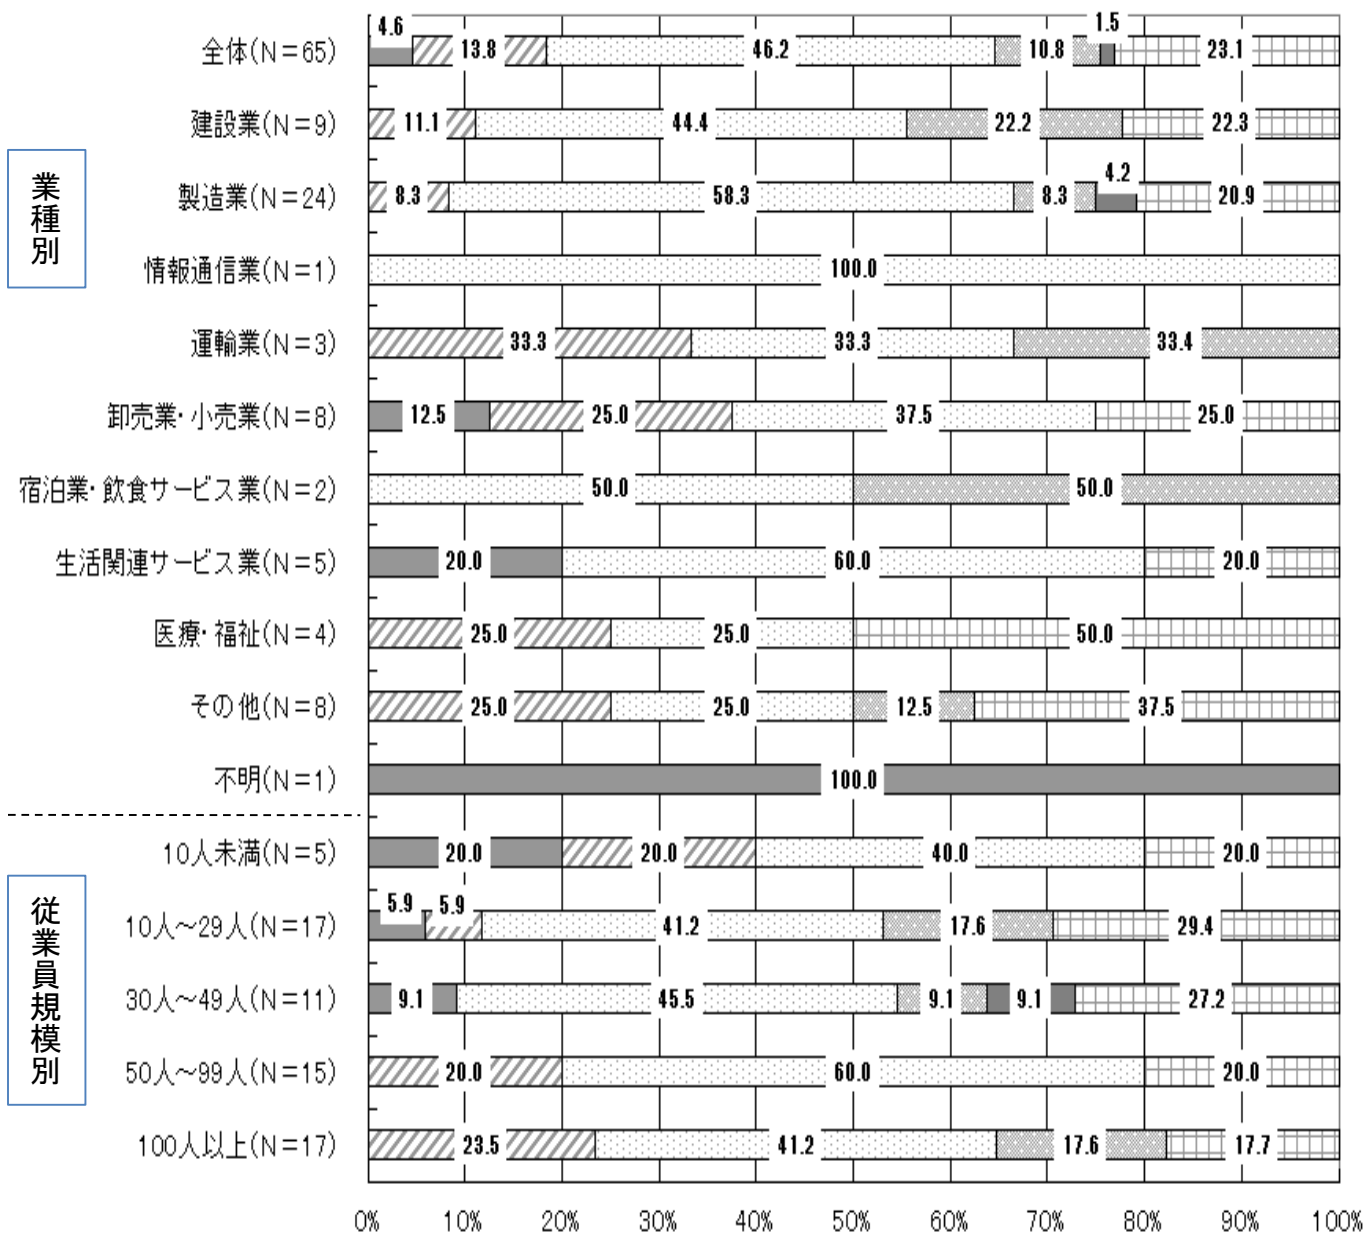 4.6 1.5
全体(N=65) 13.8 46.2 10.8 23.1
建設業(N=9) 11.1 44.4 22.2 22.3
業種別
4.2
製造業(N=24) 8.3 58.3 8.3 20.9
情報通信業(N=1) 100.0
運輸業(N=3) 33.3 33.3 33.4
卸売業・小売業(N=8) 12.5 25.0 37.5 25.0
宿泊業・飲食サービス業(N=2) 50.0 50.0
生活関連サービス業(N=5) 20.0 60.0 20.0
医療・福祉(N=4) 25.0 25.0 50.0
その他(N=8) 25.0 25.0 12.5 37.5
不明(N=1) 100.0
10人未満(N=5) 20.0 20.0 40.0 20.0
従業員規模別
5.9 5.9
10人～29人(N=17) 41.2 17.6 29.4
30人～49人(N=11) 9.1 45.5 9.1 9.1 27.2
50人～99人(N=15) 20.0 60.0 20.0
100人以上(N=17) 23.5 41.2 17.6 17.7
0% 10% 20% 30% 40% 50% 60% 70% 80% 90% 100%